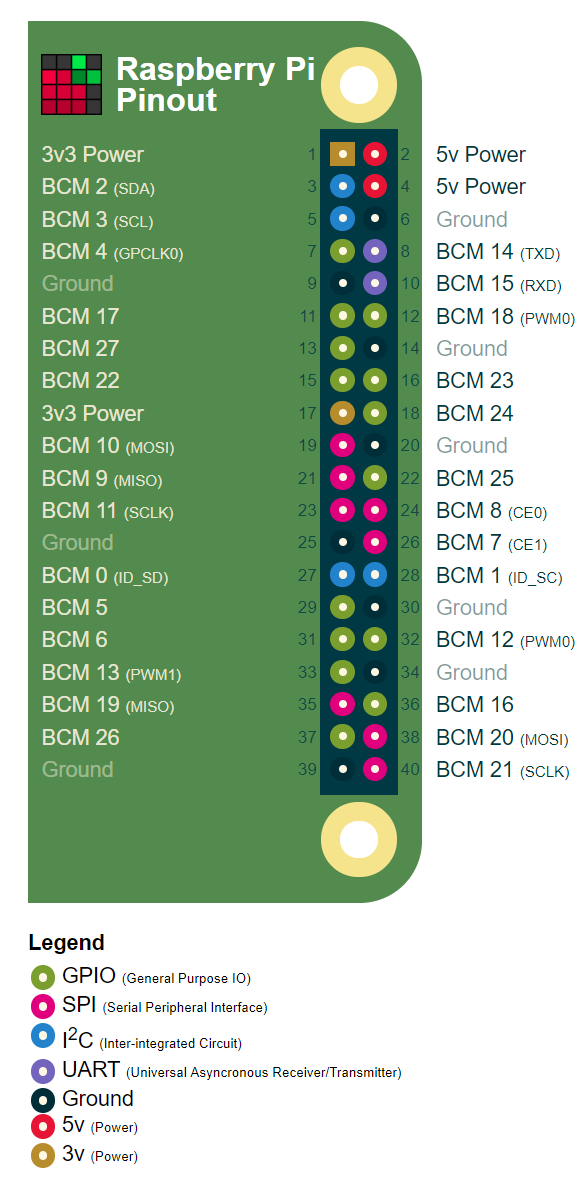 Raspberry Pi
Pinout
3v3 Power 1 2 5v Power
BCM 2 (SDA) 3 4 5v Power
BCM 3 (SCL) 5 6 Ground
BCM 4 (GPCLK0) 7 8 BCM 14 (TXD)
Ground 9 10 BCM 15 (RXD)
BCM 17 11 12 BCM 18 (PWM0)
BCM 27 13 14 Ground
BCM 22 15 16 BCM 23
3v3 Power 17 18 BCM 24
BCM 10 (MOSI) 19 20 Ground
BCM 9 (MISO) 21 22 BCM 25
BCM 11 (SCLK) 23 24 BCM 8 (CE0)
Ground 25 26 BCM 7 (CE1)
BCM 0 (ID_SD) 27 28 BCM 1 (ID_SC)
BCM 5 29 30 Ground
BCM 6 31 32 BCM 12 (PWM0)
BCM 13 (PWM1) 33 34 Ground
BCM 19 (MISO) 35 36 BCM 16
BCM 26 37 38 BCM 20 (MOSI)
Ground 39 40 BCM 21 (SCLK)
Legend
GPIO (General Purpose IO)
SPI (Serial Peripheral Interface)
I²C (Inter-integrated Circuit)
UART (Universal Asyncronous Receiver/Transmitter)
Ground
5v (Power)
3v (Power)